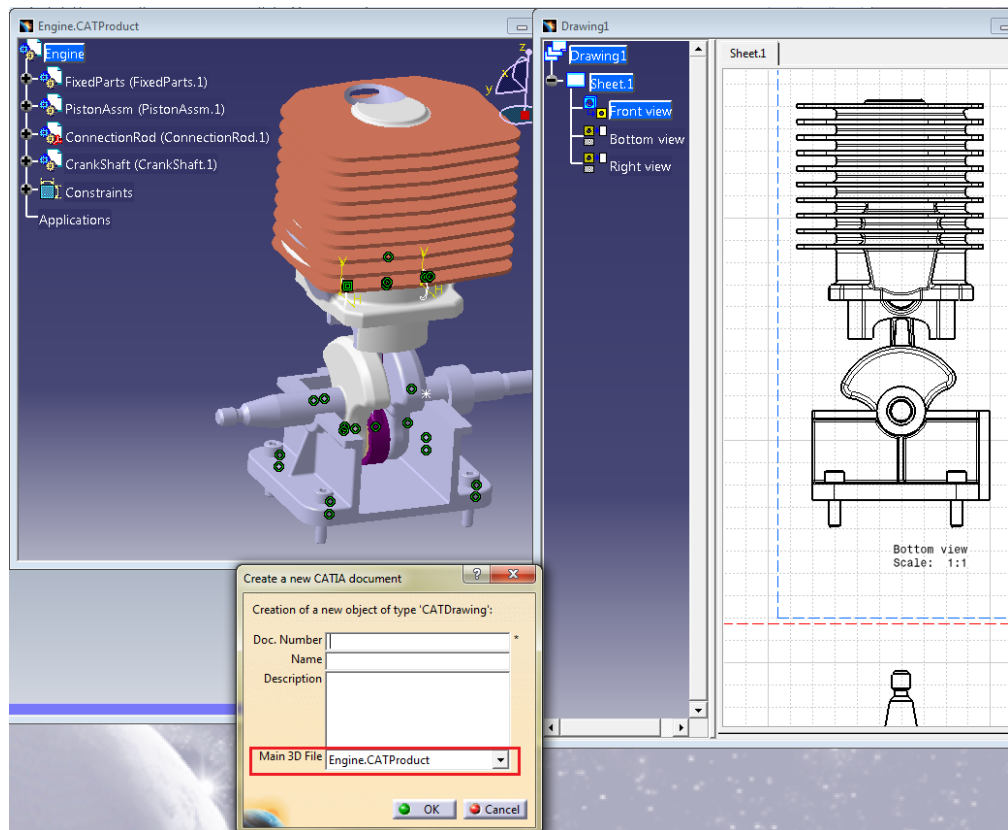 Engine.CATProduct
Engine
FixedParts (FixedParts.1)
PistonAssm (PistonAssm.1)
ConnectionRod (ConnectionRod.1)
CrankShaft (CrankShaft.1)
Constraints
Applications
z
x
y
y
y
H
H
Drawing1
Drawing1
Sheet.1
Front view
Bottom view
Right view
Sheet.1
Bottom view
Scale: 1:1
Create a new CATIA document
?
Creation of a new object of type 'CATDrawing':
Doc. Number
*
Name
Description
Main 3D File Engine.CATProduct
OK Cancel